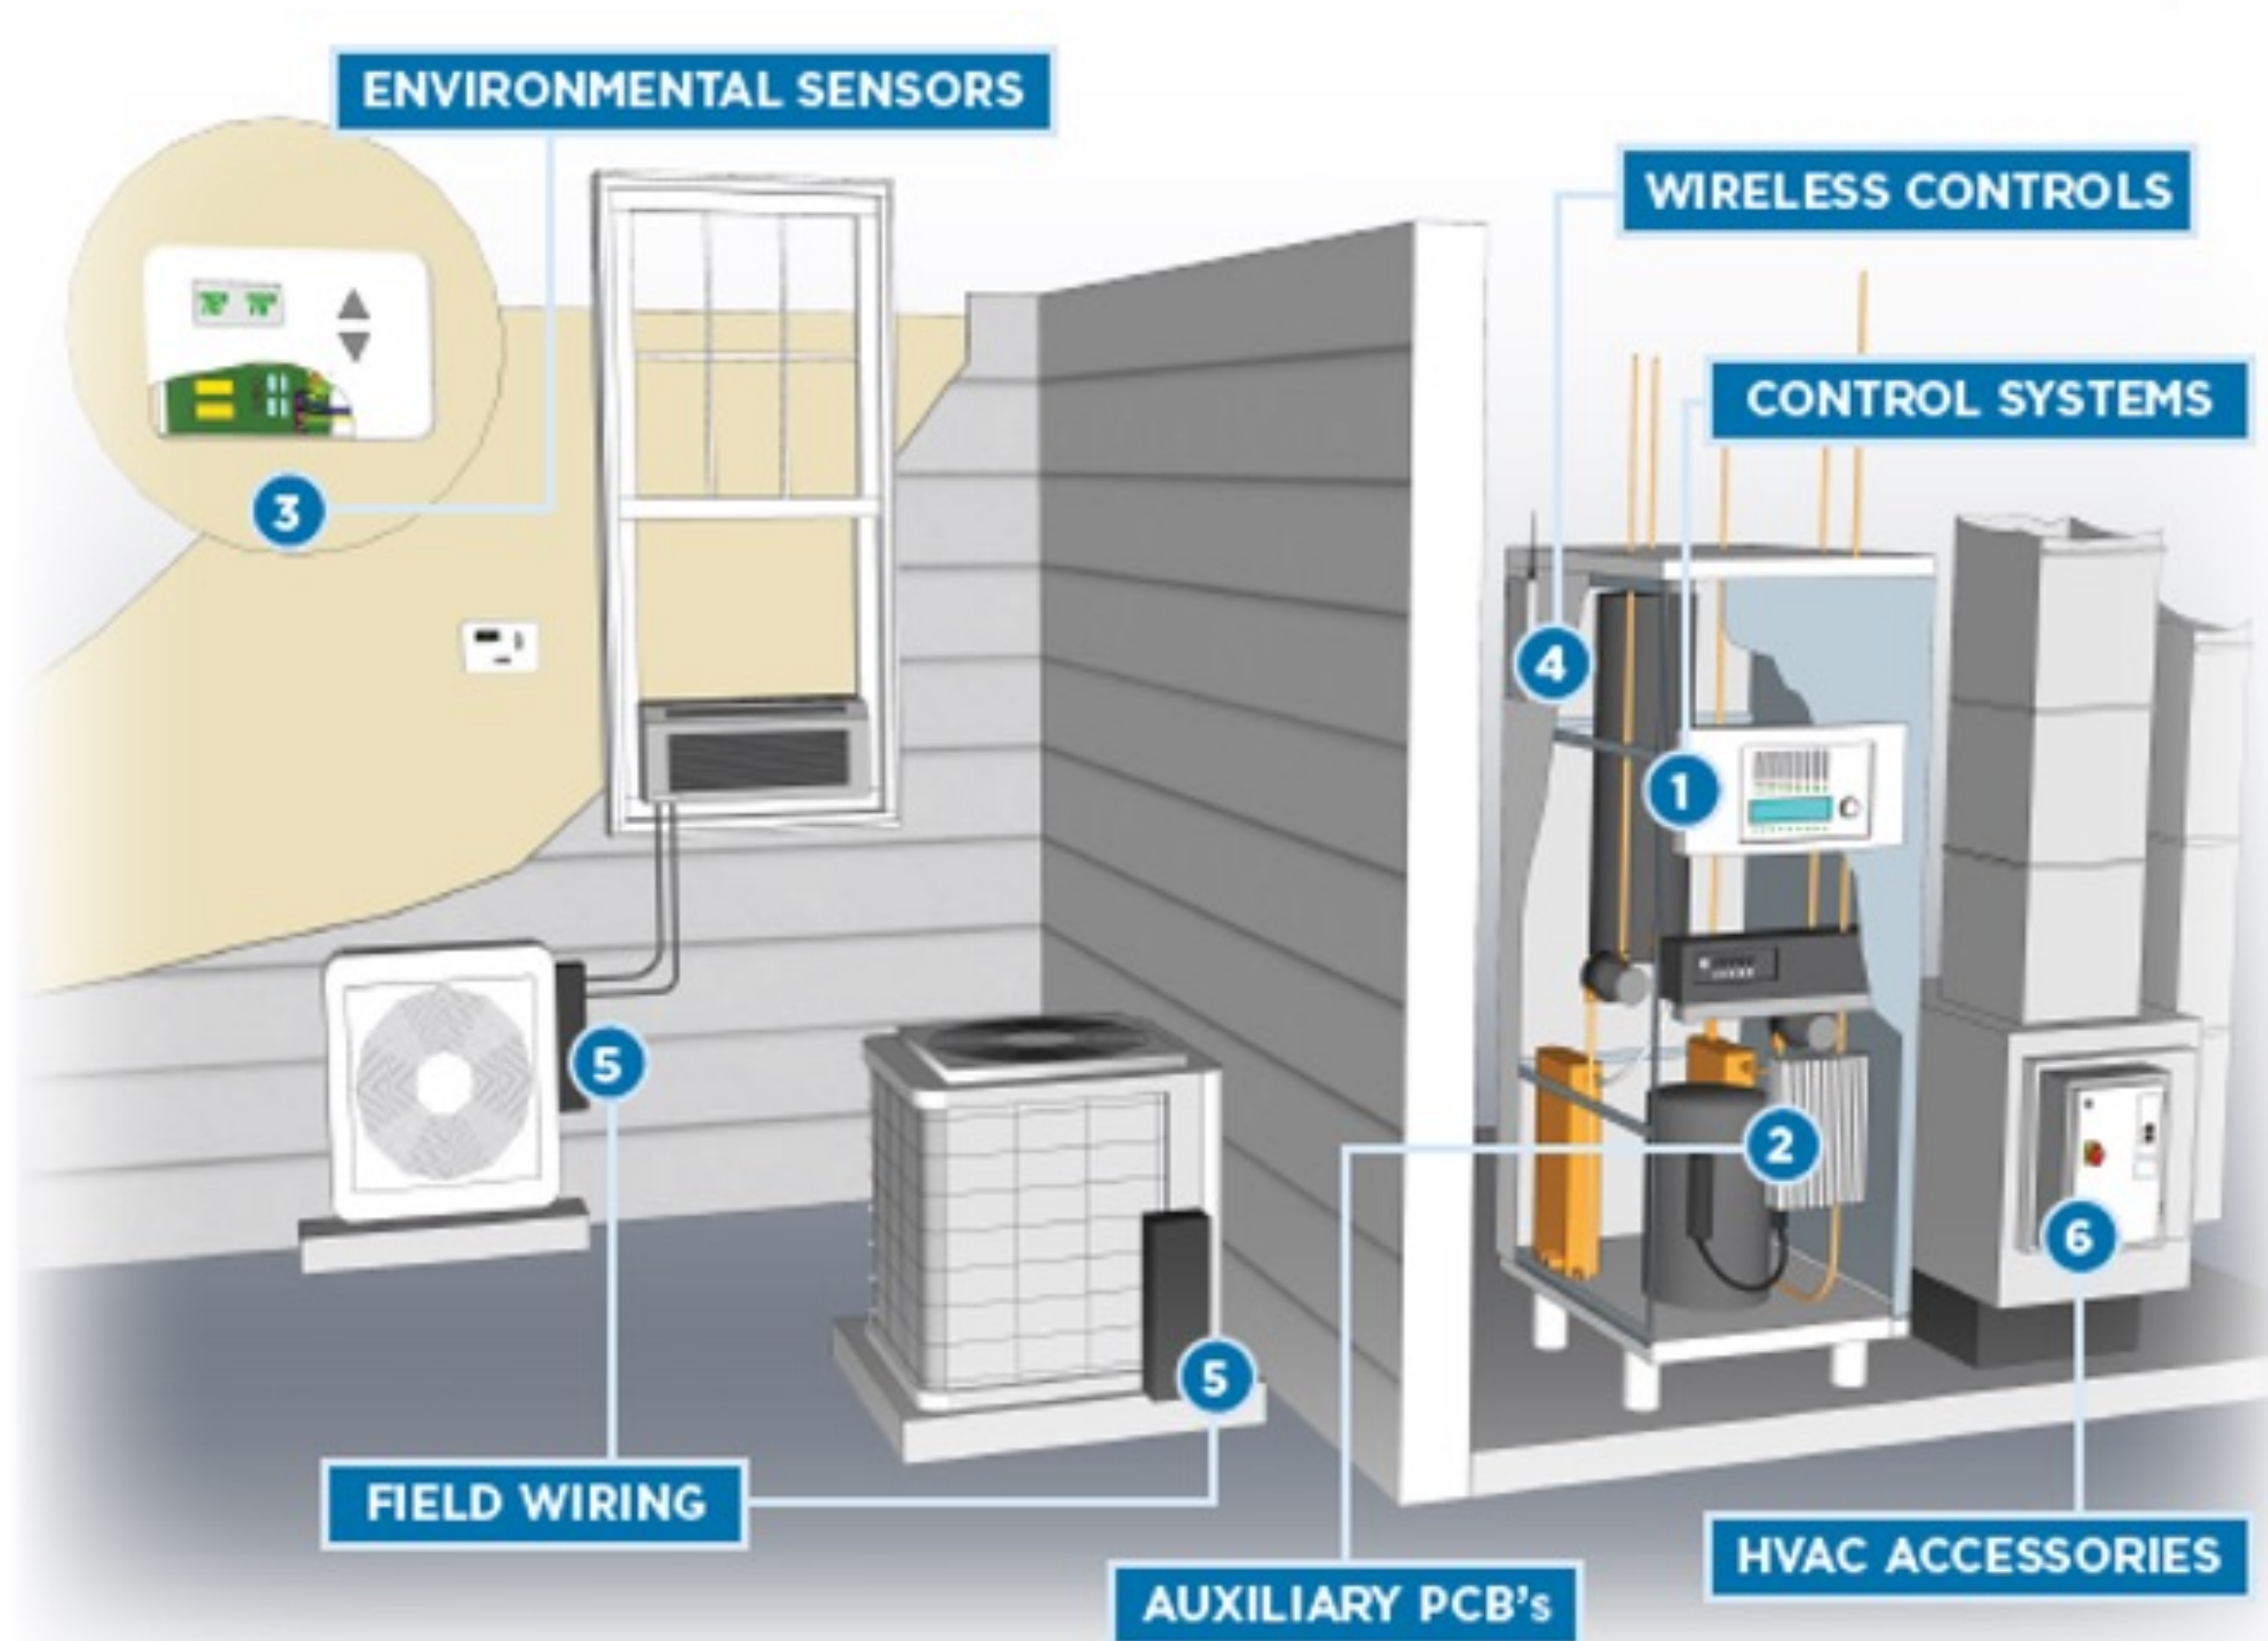 ENVIRONMENTAL SENSORS
WIRELESS CONTROLS
CONTROL SYSTEMS
3
4
1
5
2
6
5
FIELD WIRING
HVAC ACCESSORIES
AUXILIARY PCB's